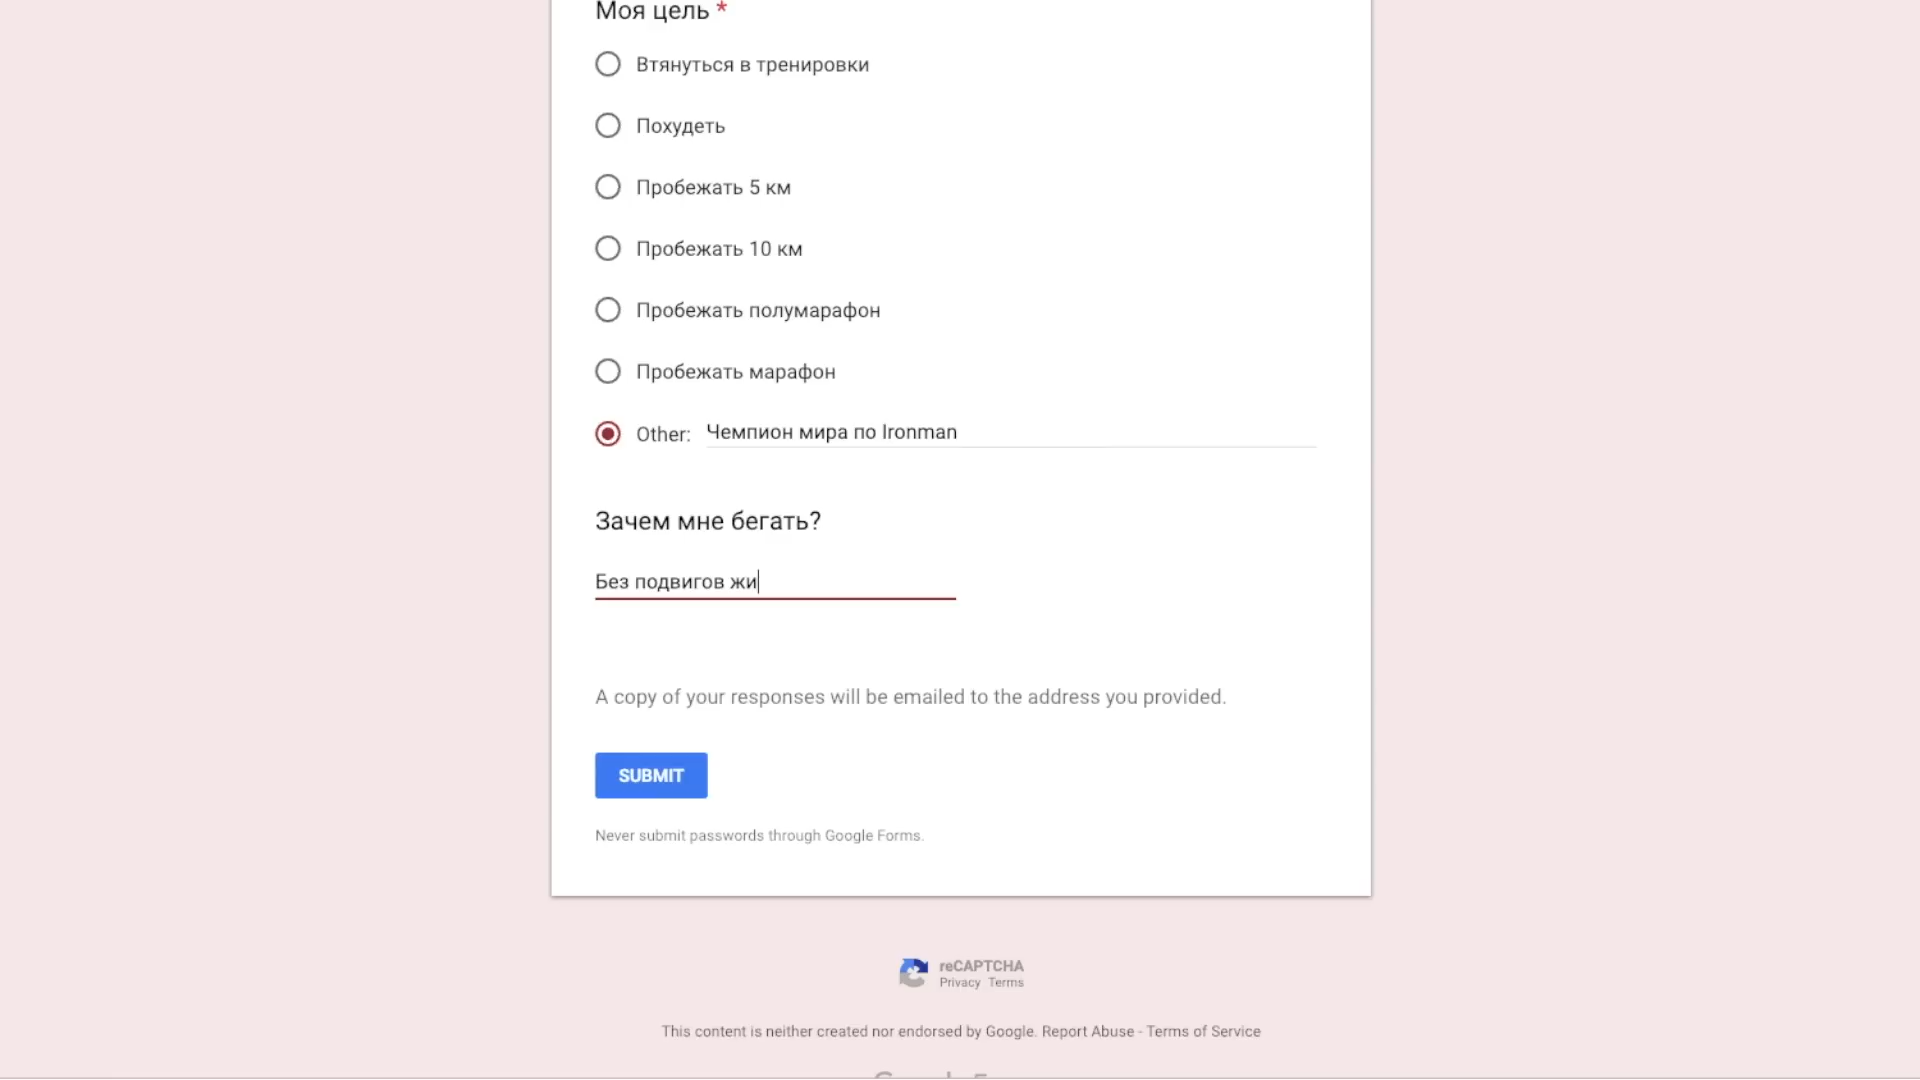 Моя цель *
Втянуться в тренировки
Похудеть
Пробежать 5 км
Пробежать 10 км
Пробежать полумарафон
Пробежать марафон
Other: Чемпион мира по Ironman
Зачем мне бегать?
Без подвигов жи
A copy of your responses will be emailed to the address you provided.
SUBMIT
Never submit passwords through Google Forms.
reCAPTCHA
Privacy Terms
This content is neither created nor endorsed by Google. Report Abuse - Terms of Service